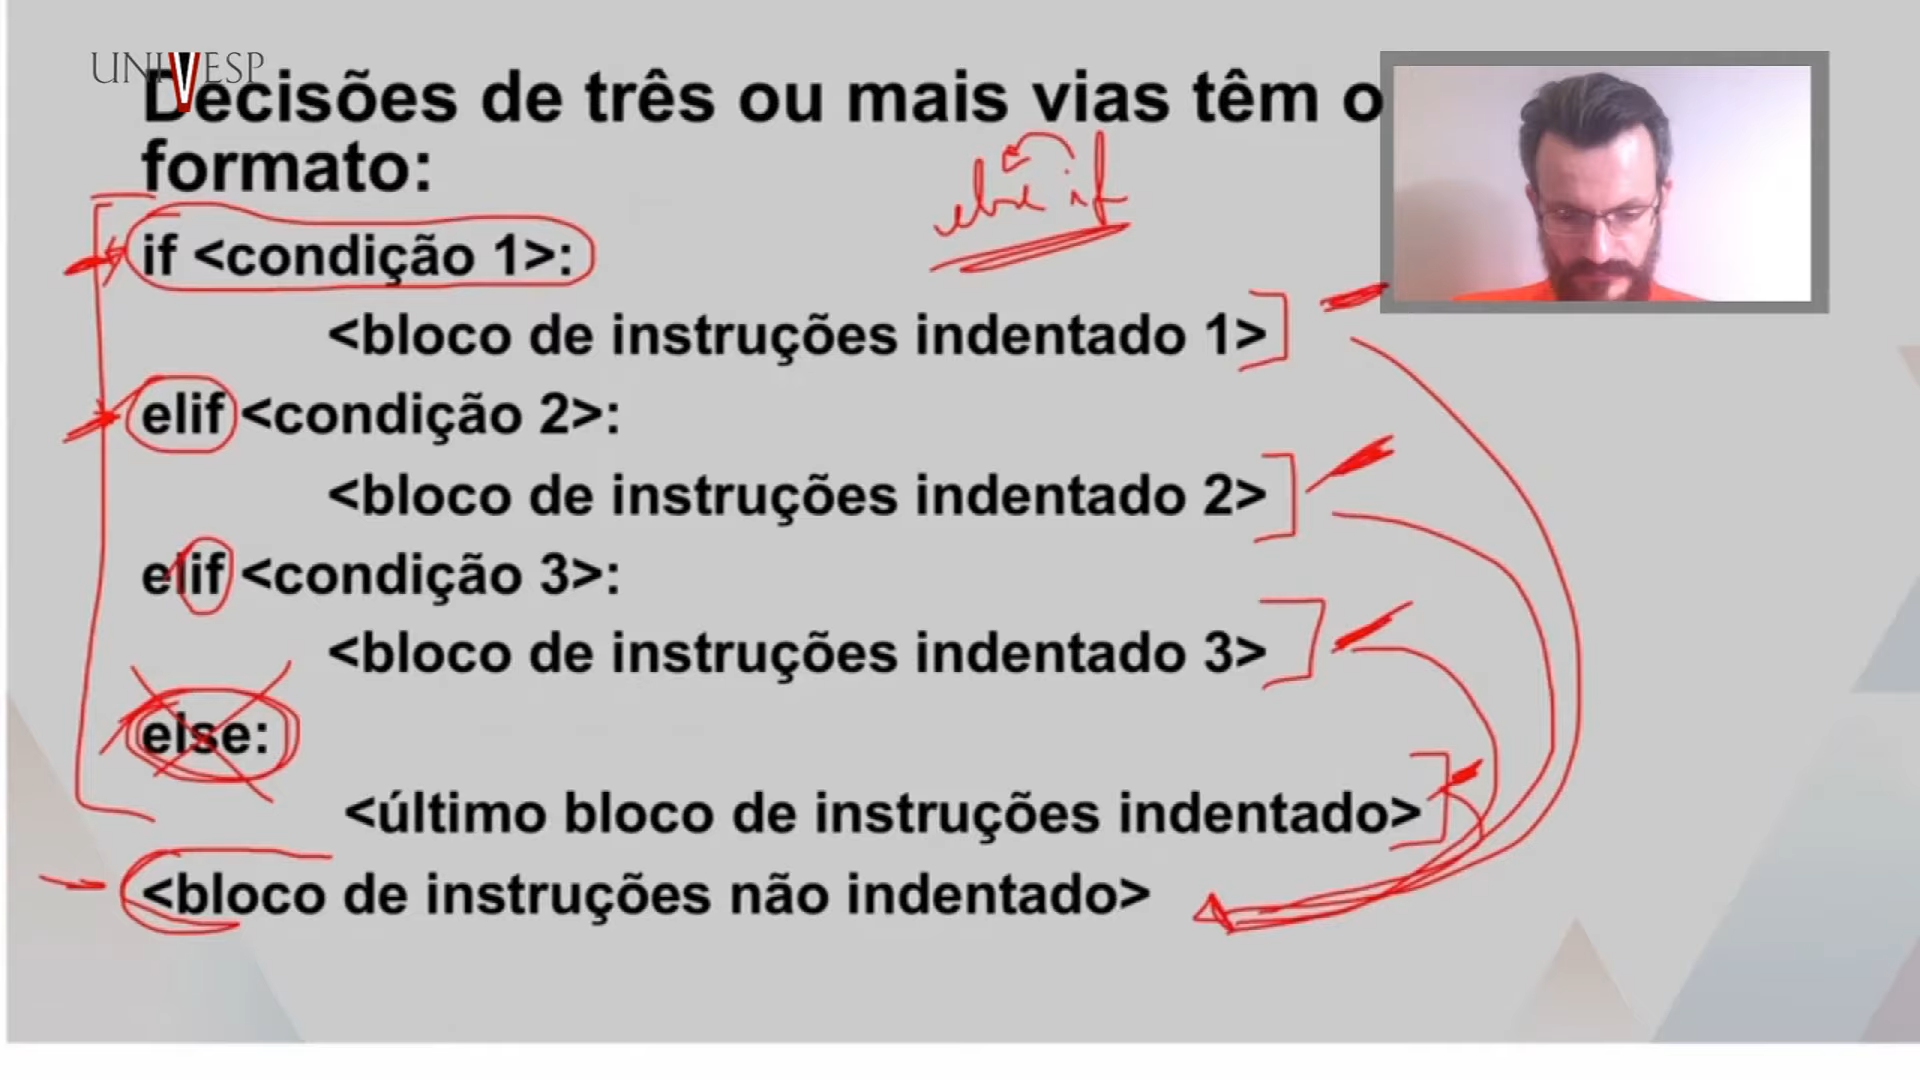 UNIVESP
Decisões de três ou mais vias têm o
formato:
else if
if <condição 1>:
<bloco de instruções indentado 1>
elif <condição 2>:
<bloco de instruções indentado 2>
elif <condição 3>:
<bloco de instruções indentado 3>
else:
<último bloco de instruções indentado>
<bloco de instruções não indentado>